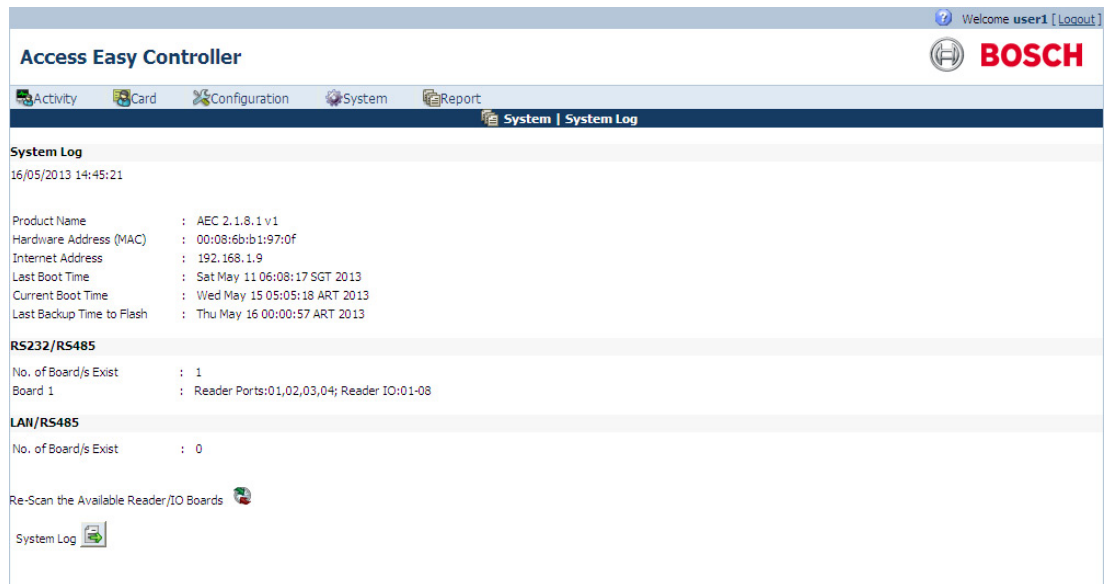 Welcome user1 [ Logout ]
Access Easy Controller
BOSCH
Activity Card Configuration System Report
System | System Log
System Log
16/05/2013 14:45:21
Product Name : AEC 2.1.8.1 v1
Hardware Address (MAC) : 00:08:6b:b1:97:0f
Internet Address : 192.168.1.9
Last Boot Time : Sat May 11 06:08:17 SGT 2013
Current Boot Time : Wed May 15 05:05:18 ART 2013
Last Backup Time to Flash : Thu May 16 00:00:57 ART 2013
RS232/RS485
No. of Board/s Exist : 1
Board 1 : Reader Ports:01,02,03,04; Reader IO:01-08
LAN/RS485
No. of Board/s Exist : 0
Re-Scan the Available Reader/IO Boards
System Log